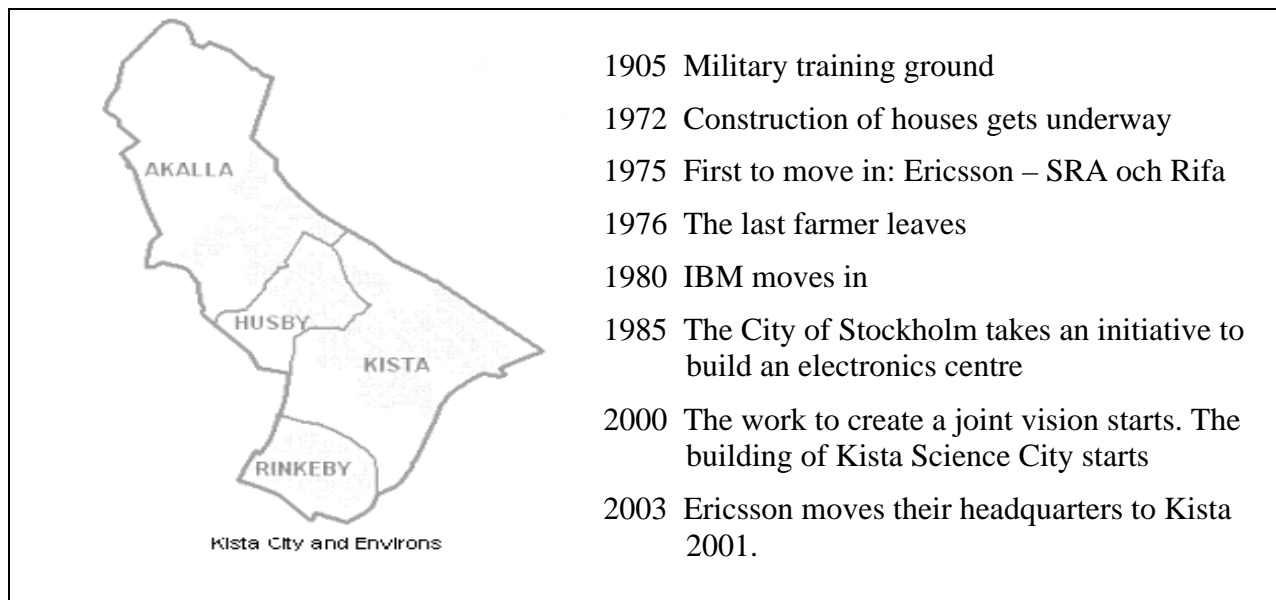 AKALLA
HUSBY
KISTA
RINKEBY
Kista City and Environs
1905 Military training ground
1972 Construction of houses gets underway
1975 First to move in: Ericsson – SRA och Rifa
1976 The last farmer leaves
1980 IBM moves in
1985 The City of Stockholm takes an initiative to
build an electronics centre
2000 The work to create a joint vision starts. The
building of Kista Science City starts
2003 Ericsson moves their headquarters to Kista
2001.